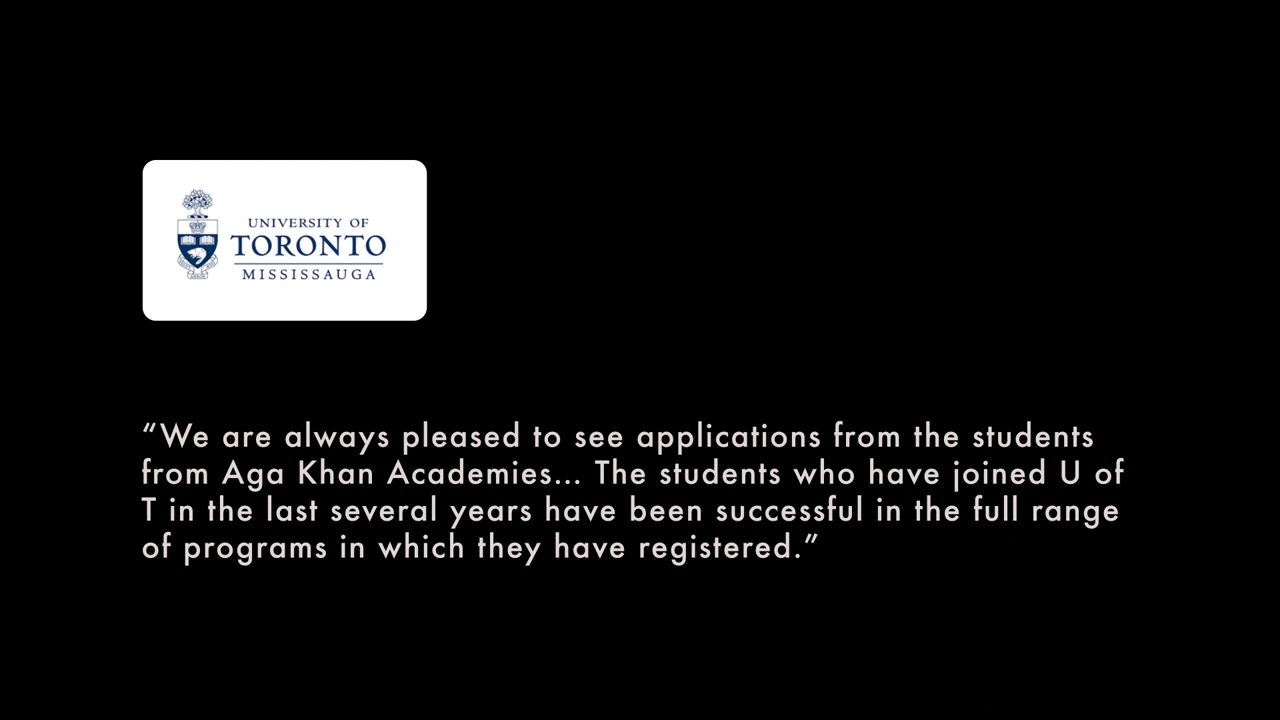 UNIVERSITY OF
TORONTO
MISSISSAUGA
“We are always pleased to see applications from the students
from Aga Khan Academies... The students who have joined U of
T in the last several years have been successful in the full range
of programs in which they have registered.”